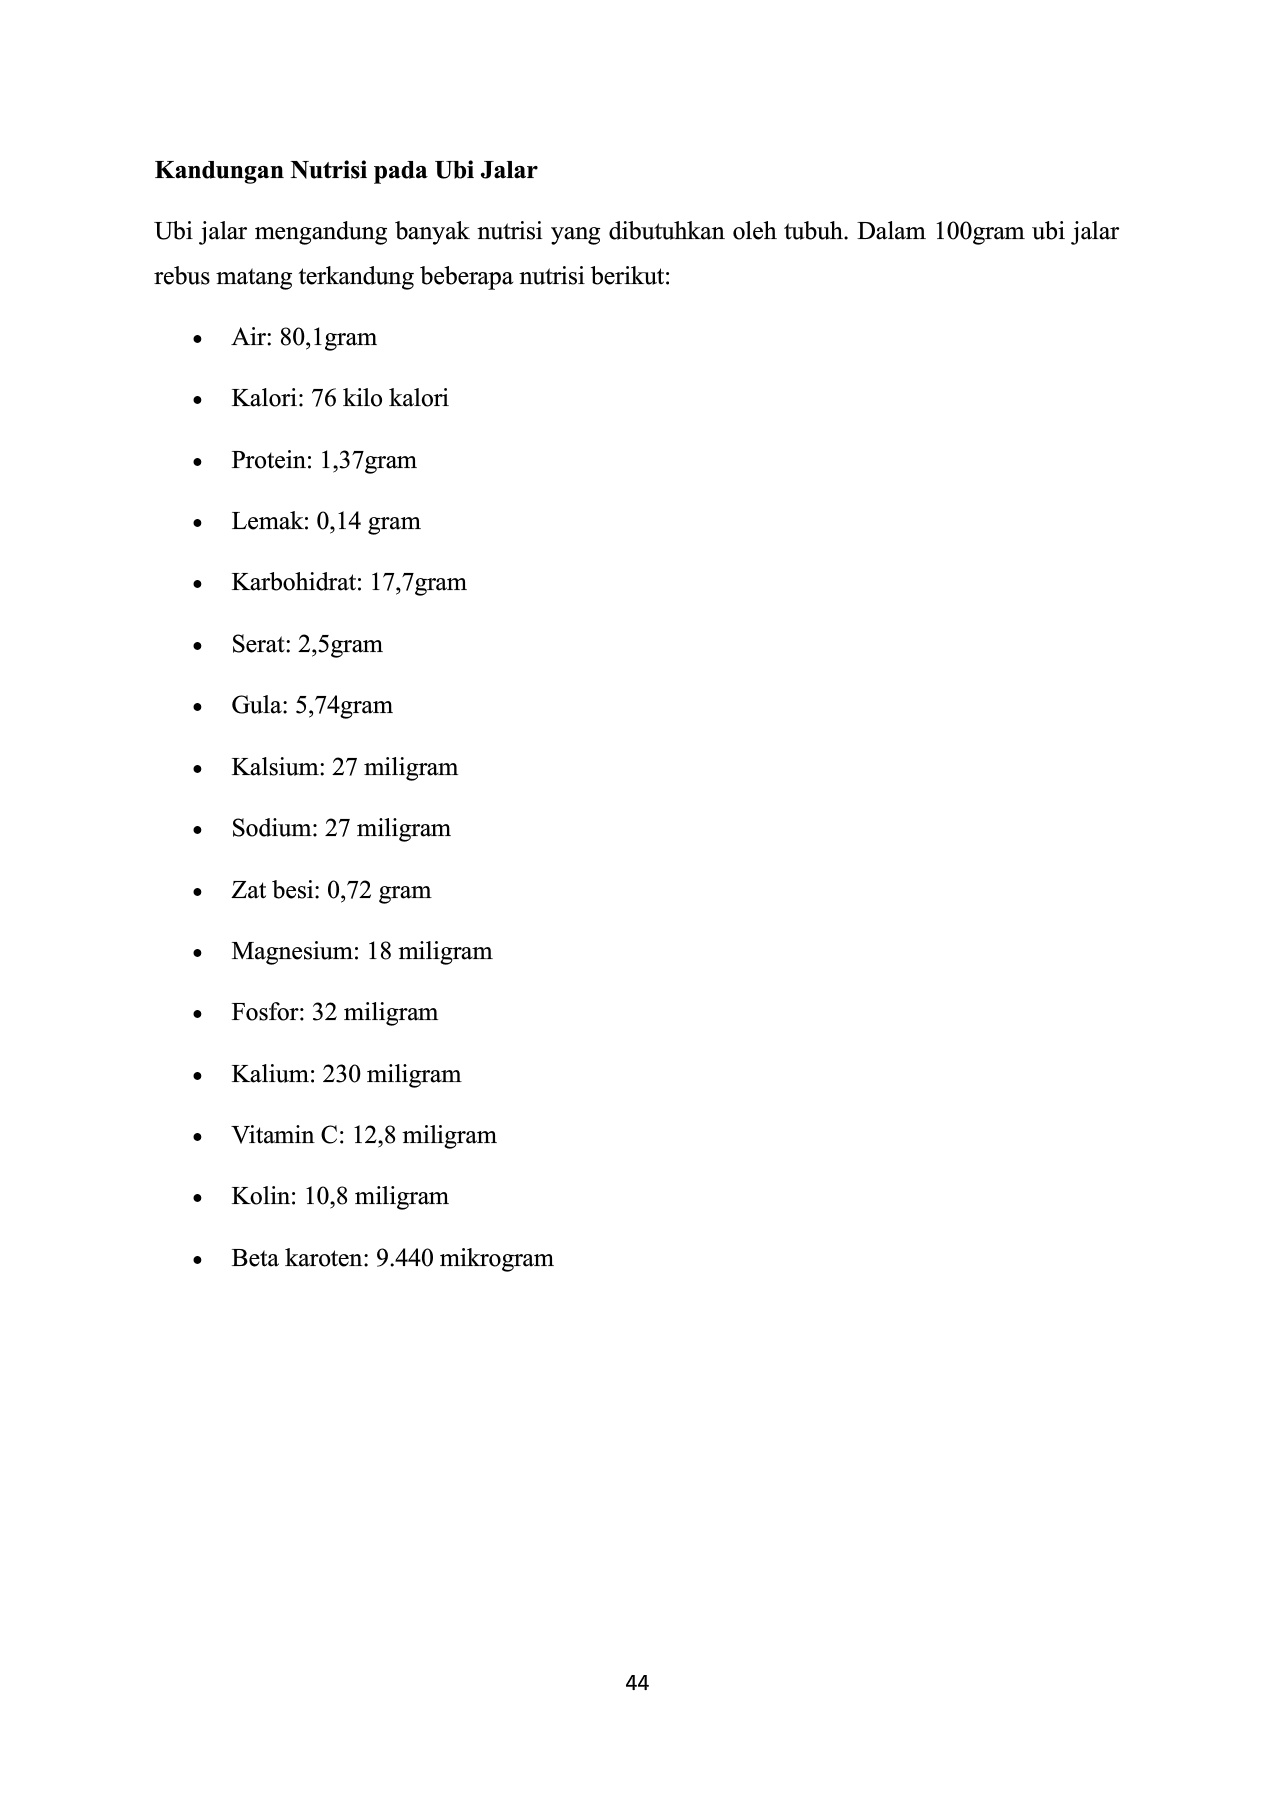 Kandungan Nutrisi pada Ubi Jalar
Ubi jalar mengandung banyak nutrisi yang dibutuhkan oleh tubuh. Dalam 100gram ubi jalar
rebus matang terkandung beberapa nutrisi berikut:
• Air: 80,1gram
• Kalori: 76 kilo kalori
• Protein: 1,37gram
• Lemak: 0,14 gram
• Karbohidrat: 17,7gram
• Serat: 2,5gram
• Gula: 5,74gram
• Kalsium: 27 miligram
• Sodium: 27 miligram
• Zat besi: 0,72 gram
• Magnesium: 18 miligram
• Fosfor: 32 miligram
• Kalium: 230 miligram
• Vitamin C: 12,8 miligram
• Kolin: 10,8 miligram
• Beta karoten: 9.440 mikrogram
44